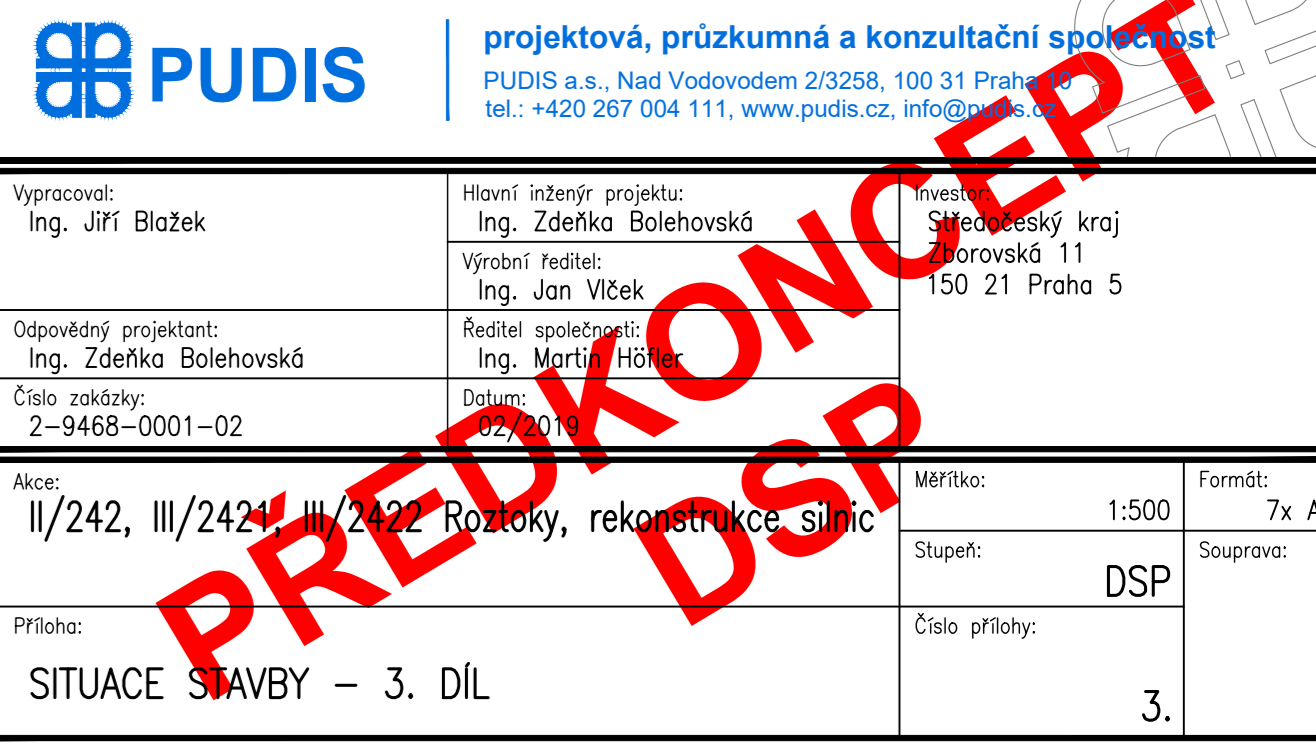 PUDIS
projektová, průzkumná a konzultační společnost
PUDIS a.s., Nad Vodovodem 2/3258, 100 31 Praha 10
tel.: +420 267 004 111, www.pudis.cz, info@pudis.cz
Vypracoval:
Ing. Jiří Blažek
Hlavní inženýr projektu:
Ing. Zdeňka Bolehovská
Investor:
Středočeský kraj
Zborovská 11
150 21 Praha 5
Výrobní ředitel:
Ing. Jan Vlček
Odpovědný projektant:
Ing. Zdeňka Bolehovská
Ředitel společnosti:
Ing. Martin Höfler
Číslo zakázky:
2-9468-0001-02
Datum:
02/2019
PŘEDKONCEPT
DSP
Akce:
II/242, III/2421, III/2422 Roztoky, rekonstrukce silnic
Měřítko:
1:500
Formát:
7x A
Stupeň:
DSP
Souprava:
Příloha:
SITUACE STAVBY – 3. DÍL
Číslo přílohy:
3.